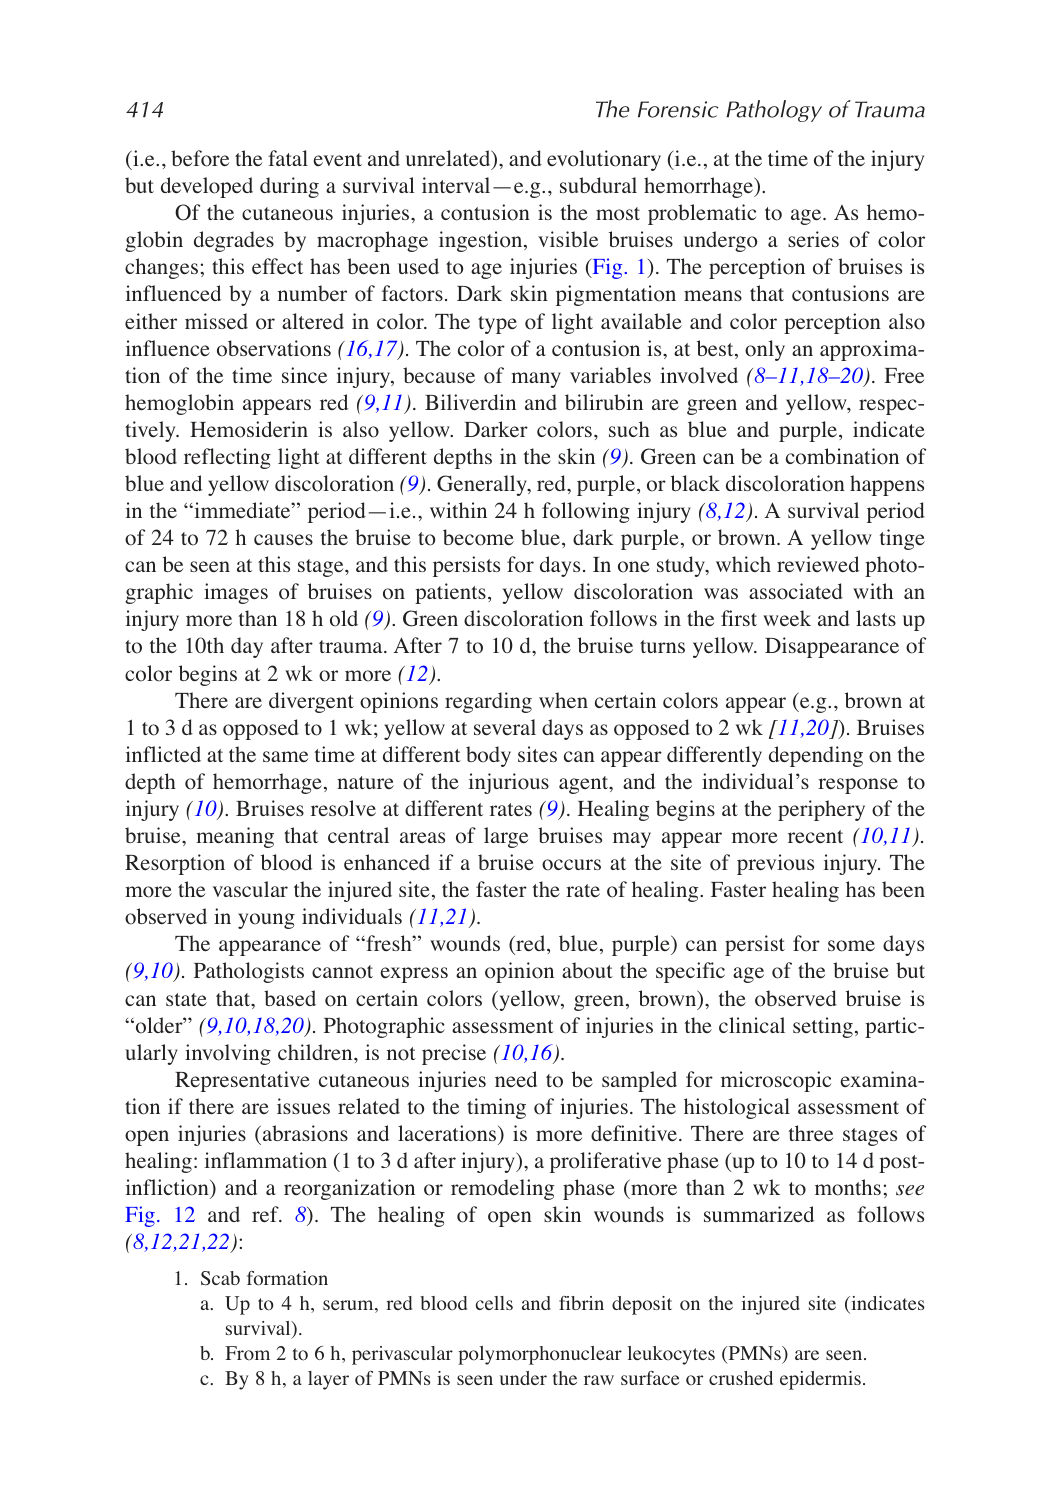 414
The Forensic Pathology of Trauma
(i.e., before the fatal event and unrelated), and evolutionary (i.e., at the time of the injury
but developed during a survival interval—e.g., subdural hemorrhage).
Of the cutaneous injuries, a contusion is the most problematic to age. As hemo-
globin degrades by macrophage ingestion, visible bruises undergo a series of color
changes; this effect has been used to age injuries (Fig. 1). The perception of bruises is
influenced by a number of factors. Dark skin pigmentation means that contusions are
either missed or altered in color. The type of light available and color perception also
influence observations (16,17). The color of a contusion is, at best, only an approxima-
tion of the time since injury, because of many variables involved (8–11,18–20). Free
hemoglobin appears red (9,11). Biliverdin and bilirubin are green and yellow, respec-
tively. Hemosiderin is also yellow. Darker colors, such as blue and purple, indicate
blood reflecting light at different depths in the skin (9). Green can be a combination of
blue and yellow discoloration (9). Generally, red, purple, or black discoloration happens
in the “immediate” period—i.e., within 24 h following injury (8,12). A survival period
of 24 to 72 h causes the bruise to become blue, dark purple, or brown. A yellow tinge
can be seen at this stage, and this persists for days. In one study, which reviewed photo-
graphic images of bruises on patients, yellow discoloration was associated with an
injury more than 18 h old (9). Green discoloration follows in the first week and lasts up
to the 10th day after trauma. After 7 to 10 d, the bruise turns yellow. Disappearance of
color begins at 2 wk or more (12).
There are divergent opinions regarding when certain colors appear (e.g., brown at
1 to 3 d as opposed to 1 wk; yellow at several days as opposed to 2 wk [11,20]). Bruises
inflicted at the same time at different body sites can appear differently depending on the
depth of hemorrhage, nature of the injurious agent, and the individual’s response to
injury (10). Bruises resolve at different rates (9). Healing begins at the periphery of the
bruise, meaning that central areas of large bruises may appear more recent (10,11).
Resorption of blood is enhanced if a bruise occurs at the site of previous injury. The
more the vascular the injured site, the faster the rate of healing. Faster healing has been
observed in young individuals (11,21).
The appearance of “fresh” wounds (red, blue, purple) can persist for some days
(9,10). Pathologists cannot express an opinion about the specific age of the bruise but
can state that, based on certain colors (yellow, green, brown), the observed bruise is
“older” (9,10,18,20). Photographic assessment of injuries in the clinical setting, partic-
ularly involving children, is not precise (10,16).
Representative cutaneous injuries need to be sampled for microscopic examina-
tion if there are issues related to the timing of injuries. The histological assessment of
open injuries (abrasions and lacerations) is more definitive. There are three stages of
healing: inflammation (1 to 3 d after injury), a proliferative phase (up to 10 to 14 d post-
infliction) and a reorganization or remodeling phase (more than 2 wk to months; see
Fig. 12 and ref. 8). The healing of open skin wounds is summarized as follows
(8,12,21,22):
1. Scab formation
a. Up to 4 h, serum, red blood cells and fibrin deposit on the injured site (indicates
survival).
b. From 2 to 6 h, perivascular polymorphonuclear leukocytes (PMNs) are seen.
c. By 8 h, a layer of PMNs is seen under the raw surface or crushed epidermis.